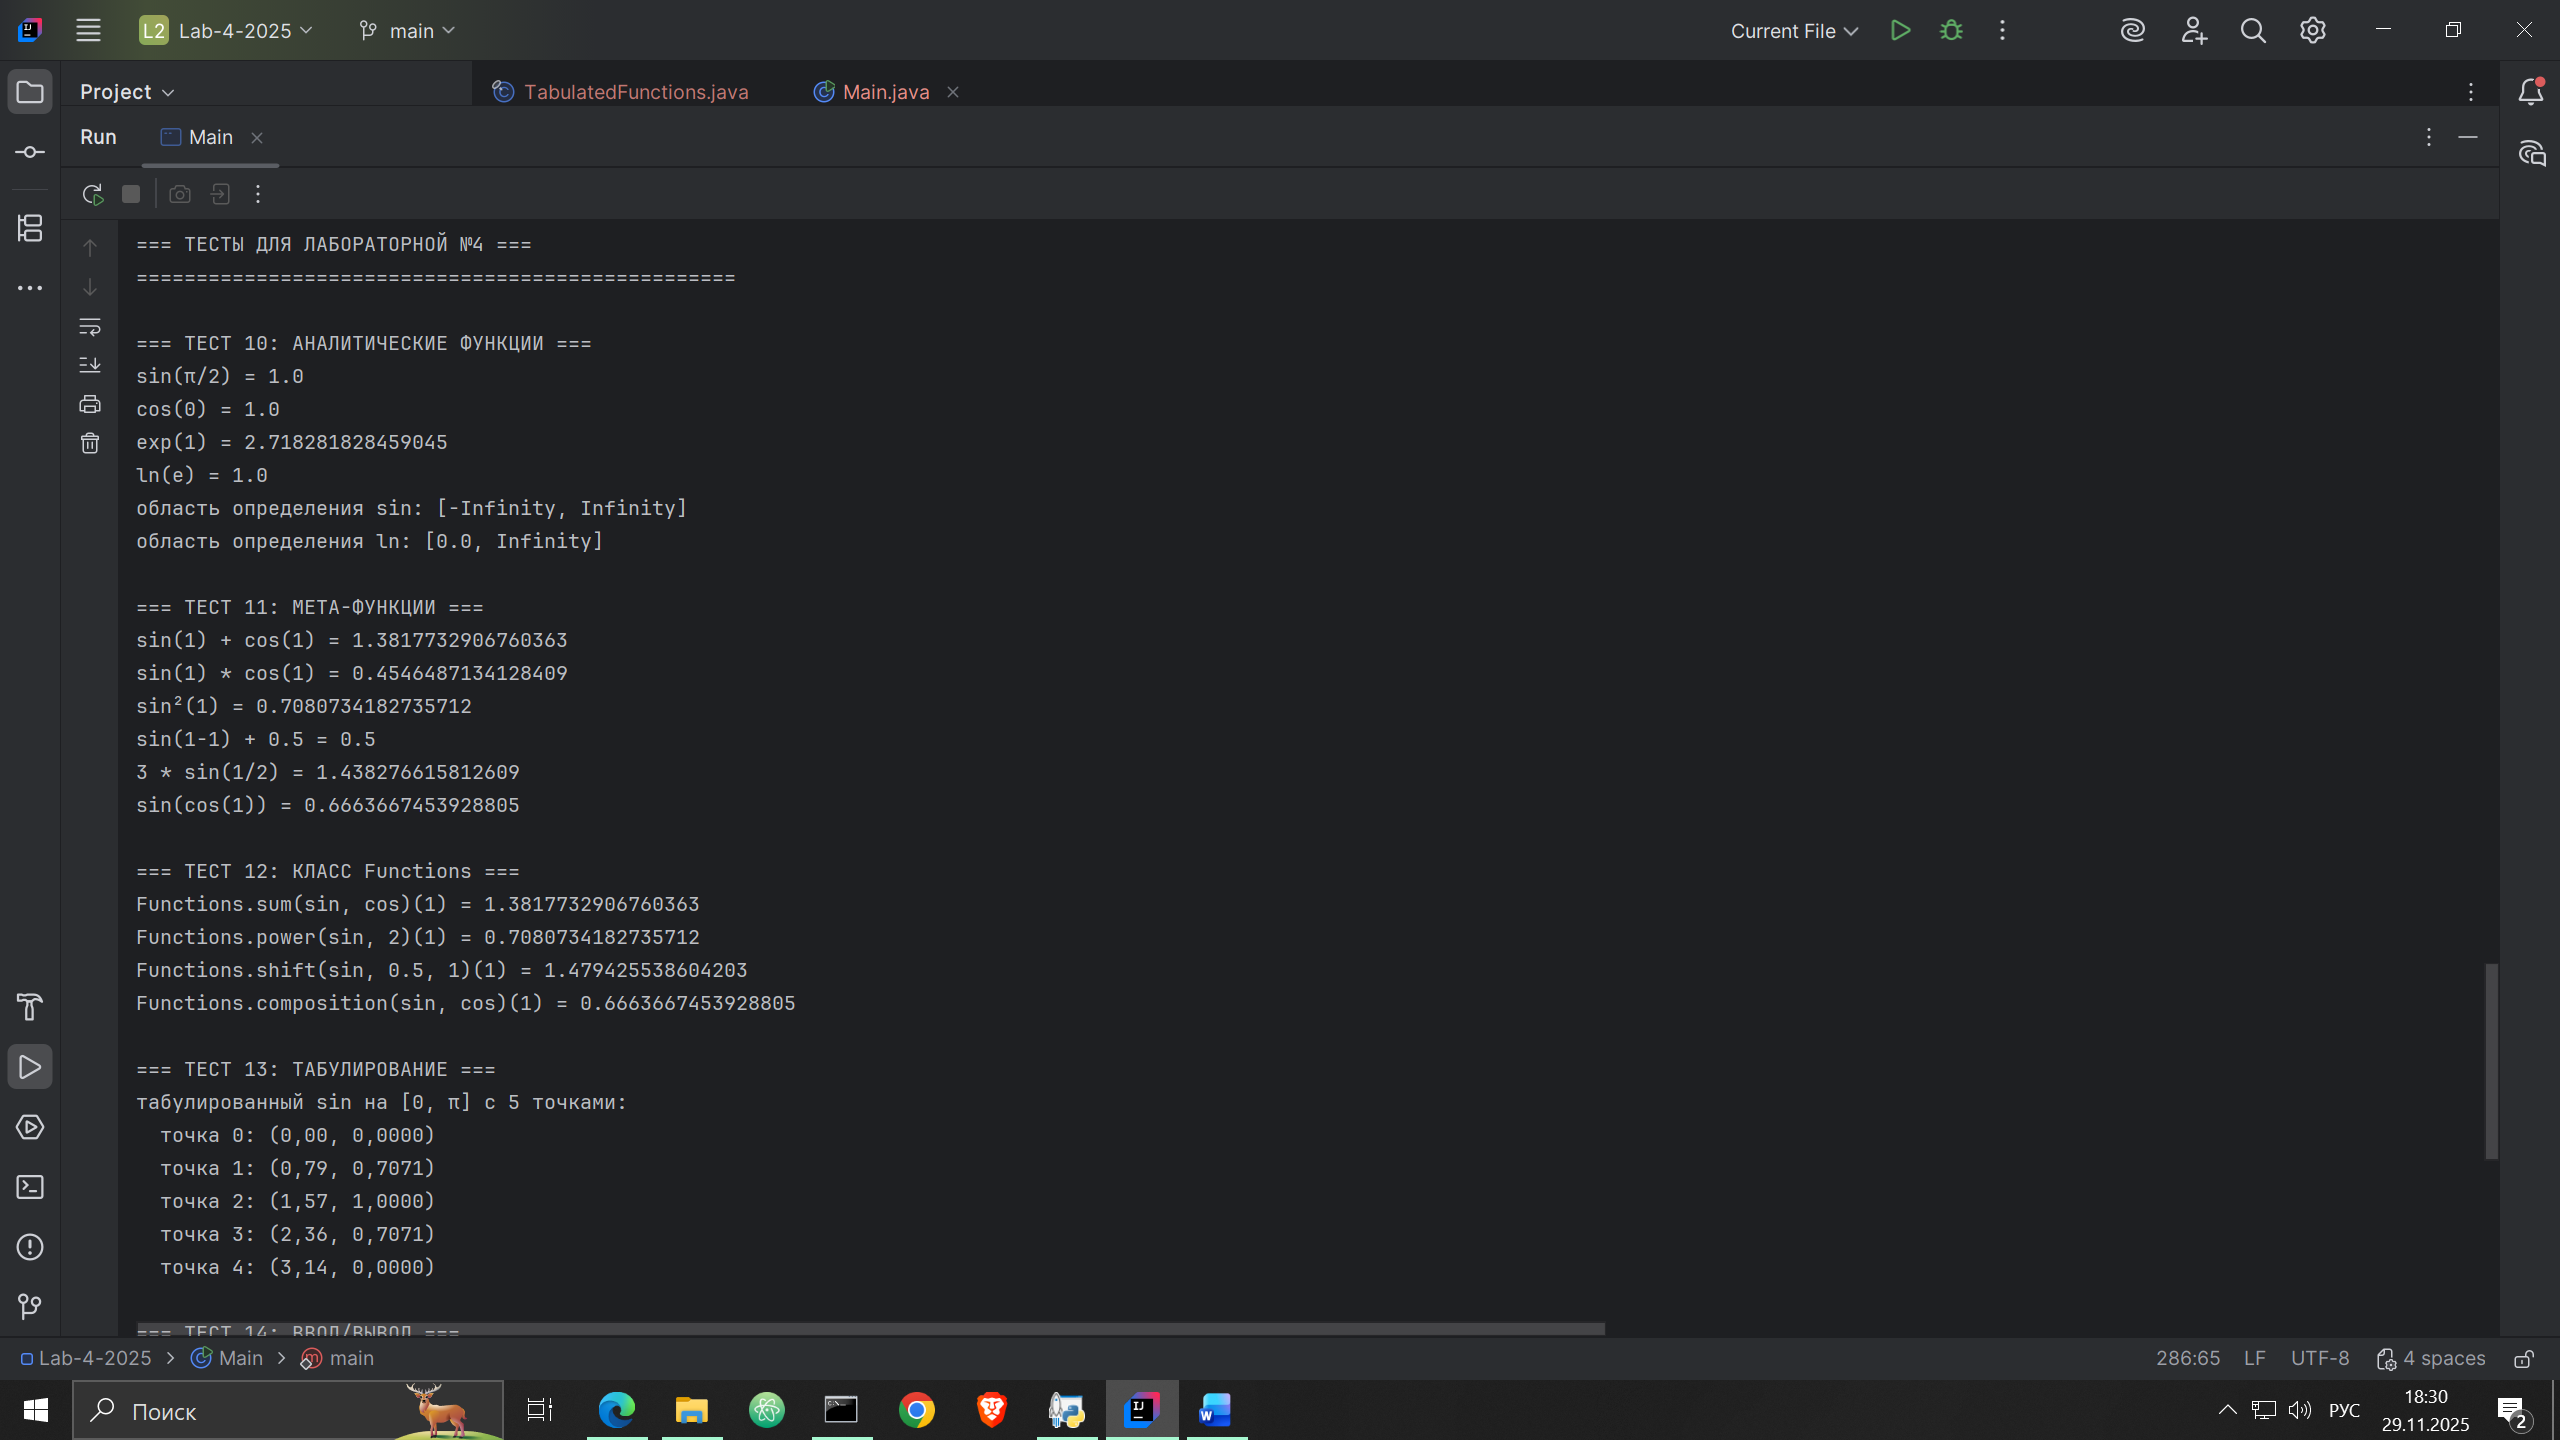 L2 Lab-4-2025 main Current File
Project TabulatedFunctions.java Main.java
Run Main
=== ТЕСТЫ ДЛЯ ЛАБОРАТОРНОЙ №4 ===
==================================================
=== ТЕСТ 10: АНАЛИТИЧЕСКИЕ ФУНКЦИИ ===
sin(π/2) = 1.0
cos(0) = 1.0
exp(1) = 2.718281828459045
ln(e) = 1.0
область определения sin: [-Infinity, Infinity]
область определения ln: [0.0, Infinity]
=== ТЕСТ 11: МЕТА-ФУНКЦИИ ===
sin(1) + cos(1) = 1.3817732906760363
sin(1) * cos(1) = 0.4546487134128409
sin²(1) = 0.7080734182735712
sin(1-1) + 0.5 = 0.5
3 * sin(1/2) = 1.438276615812609
sin(cos(1)) = 0.6663667453928805
=== ТЕСТ 12: КЛАСС Functions ===
Functions.sum(sin, cos)(1) = 1.3817732906760363
Functions.power(sin, 2)(1) = 0.7080734182735712
Functions.shift(sin, 0.5, 1)(1) = 1.479425538604203
Functions.composition(sin, cos)(1) = 0.6663667453928805
=== ТЕСТ 13: ТАБУЛИРОВАНИЕ ===
табулированный sin на [0, π] с 5 точками:
точка 0: (0,00, 0,0000)
точка 1: (0,79, 0,7071)
точка 2: (1,57, 1,0000)
точка 3: (2,36, 0,7071)
точка 4: (3,14, 0,0000)
=== ТЕСТ 14: ВВОД/ВЫВОД ===
Lab-4-2025 > Main > main 286:65 LF UTF-8 4 spaces
Поиск РУС 18:30
29.11.2025 2